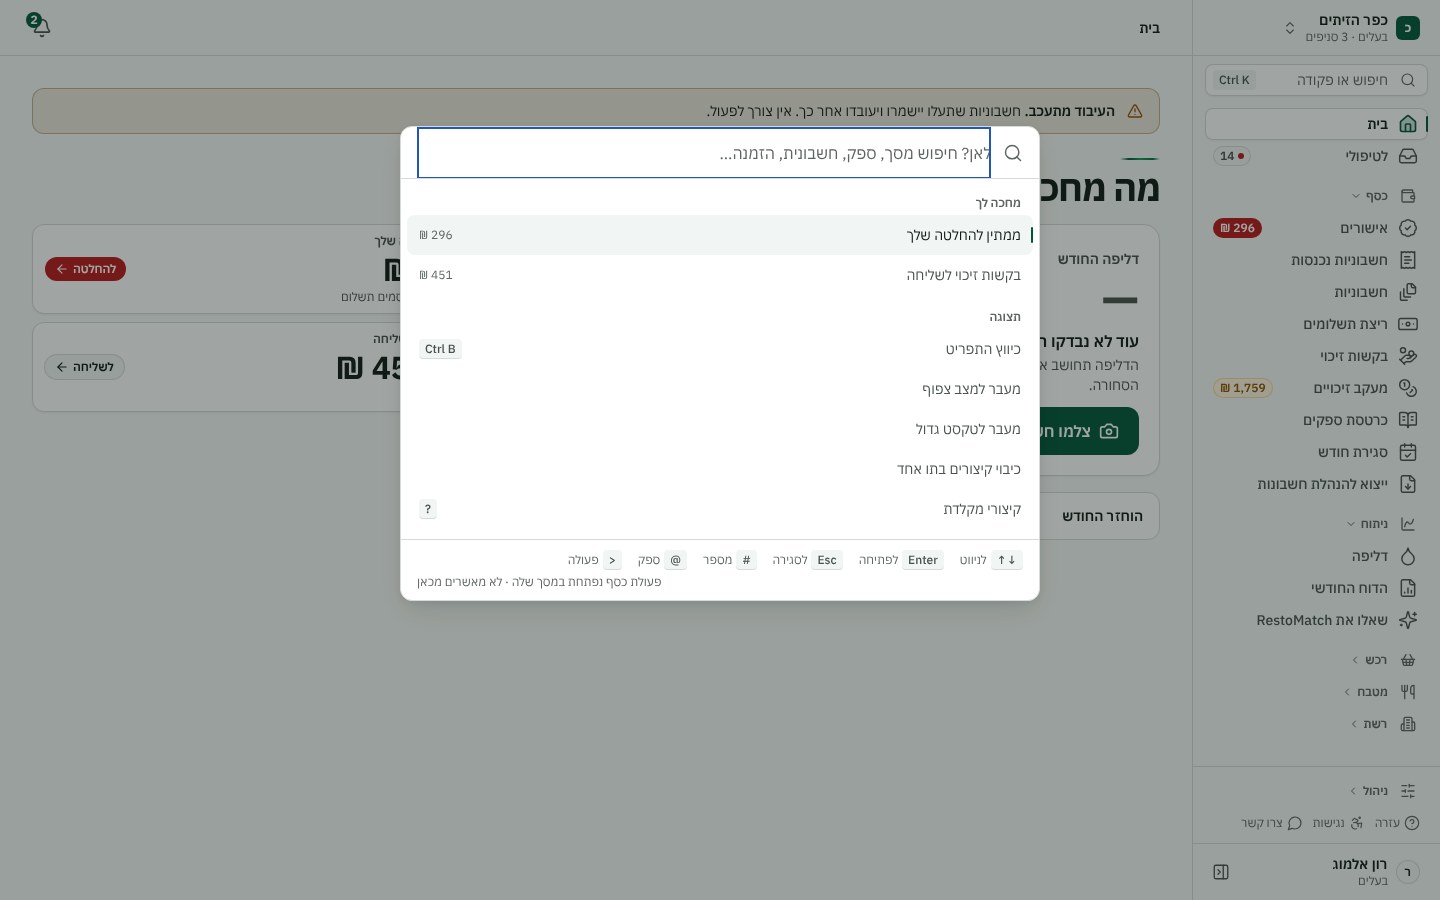 כפר הזיתים
בעלים · 3 סניפים
כ
חיפוש או פקודה
Ctrl K
בית
לטיפולי
14
כסף
אישורים
296 ₪
חשבוניות נכנסות
חשבוניות
ריצת תשלומים
בקשות זיכוי
מעקב זיכויים
1,759 ₪
כרטסת ספקים
סגירת חודש
ייצוא להנהלת חשבונות
ניתוח
דליפה
הדוח החודשי
שאלו את RestoMatch
רכש
מטבח
רשת
ניהול
עזרה
נגישות
צרו קשר
ר
רון אלמוג
בעלים
בית
2
העיבוד מתעכב. חשבוניות שתעלו יישמרו ויעובדו אחר כך. אין צורך לפעול.
מה מחכ
דליפה החודש
—
עוד לא נבדקו
הדליפה תחושב
הסחורה.
צלמו
הוחזר החודש
שלך
₪
להחלטה
תשלום
₪ 45
לשליחה
לאן? חיפוש מסך, ספק, חשבונית, הזמנה...
מחכה לך
ממתין להחלטה שלך
296 ₪
בקשות זיכוי לשליחה
451 ₪
תצוגה
כיווץ התפריט
Ctrl B
מעבר למצב צפוף
מעבר לטקסט גדול
כיבוי קיצורים בתו אחד
קיצורי מקלדת
?
↑↓ לניווט Enter לפתיחה Esc לסגירה # מספר @ ספק > פעולה
פעולת כסף נפתחת במסך שלה · לא מאשרים מכאן